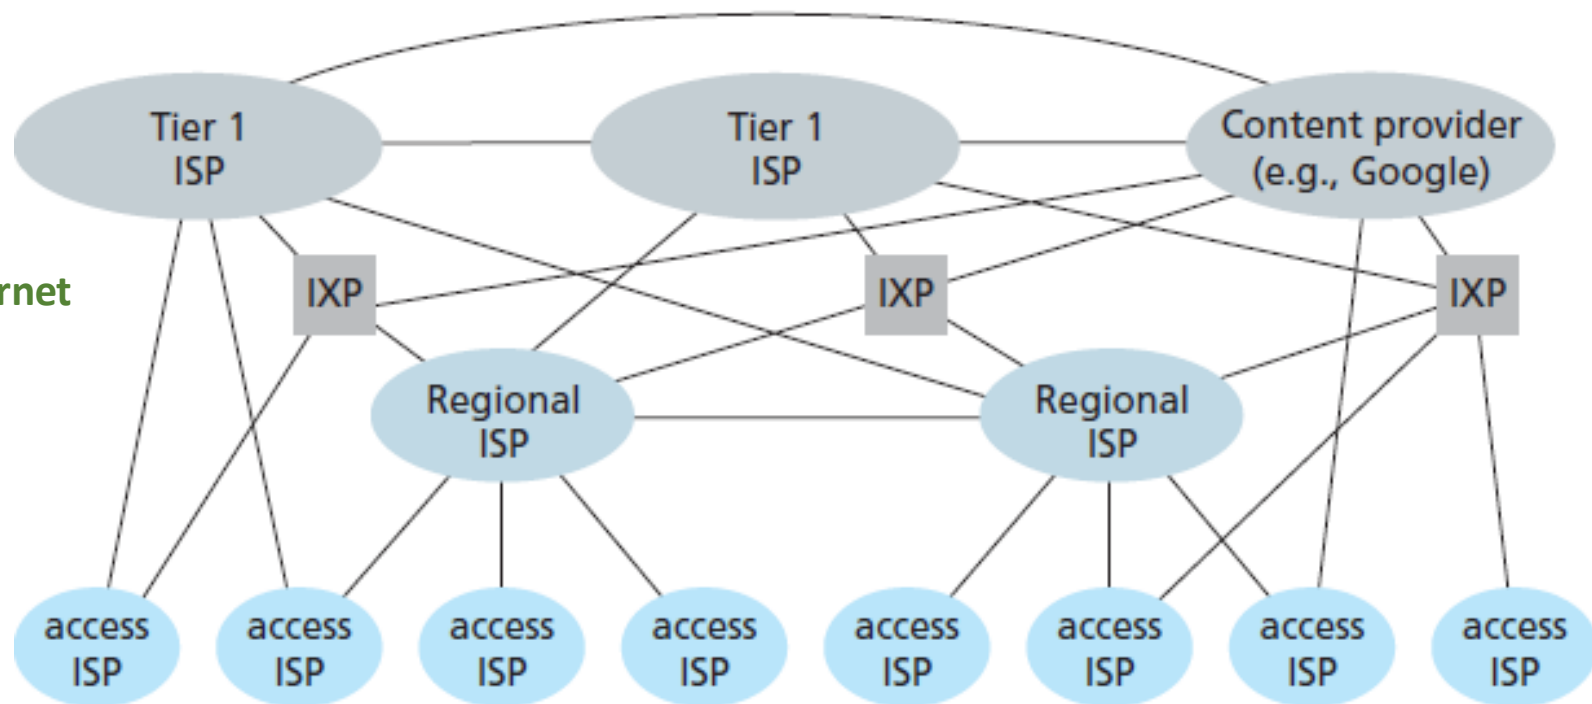 Tier 1
ISP
Tier 1
ISP
Content provider
(e.g., Google)
rnet
IXP
IXP
IXP
Regional
ISP
Regional
ISP
access
ISP
access
ISP
access
ISP
access
ISP
access
ISP
access
ISP
access
ISP
access
ISP